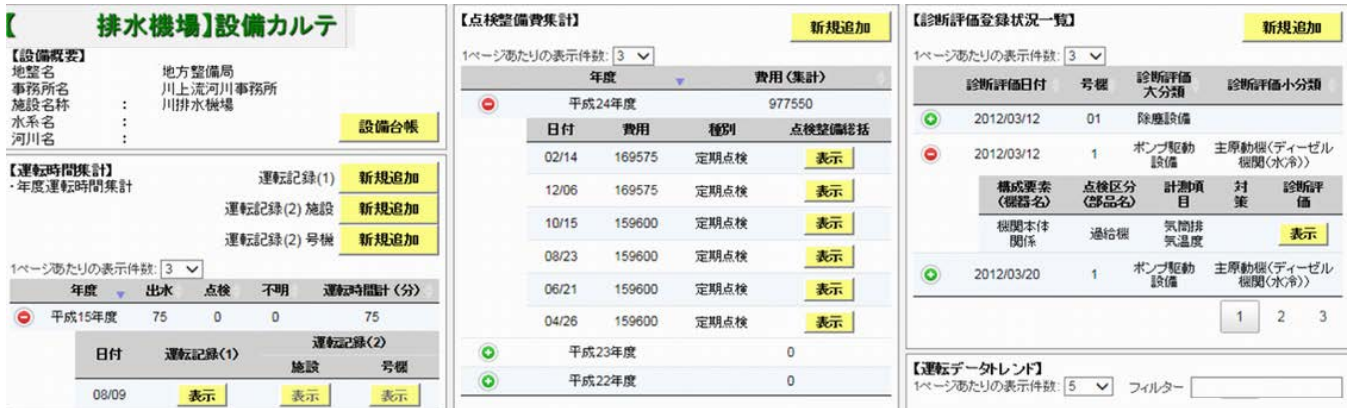 【 排水機場】設備カルテ
【設備概要】
地整名 地方整備局
事務所名 川上流河川事務所
施設名称 : 川排水機場
水系名 :
河川名 :
設備台帳
【運転時間集計】
・年度運転時間集計
運転記録(1) 新規追加
運転記録(2) 施設 新規追加
運転記録(2) 号機 新規追加
1ページあたりの表示件数: 3
年度 出水 点検 不明 運転時間計(分)
平成15年度 75 0 0 75
日付 運転記録(1) 運転記録(2)
施設 号機
08/09 表示 表示 表示
【点検整備費集計】
新規追加
1ページあたりの表示件数: 3
年度 費用(集計)
平成24年度 977550
日付 費用 種別 点検整備総括
02/14 169575 定期点検 表示
12/06 169575 定期点検 表示
10/15 159600 定期点検 表示
08/23 159600 定期点検 表示
06/21 159600 定期点検 表示
04/26 159600 定期点検 表示
平成23年度 0
平成22年度 0
【診断評価登録状況一覧】
新規追加
1ページあたりの表示件数: 3
診断評価日付 号機 診断評価大分類 診断評価小分類
2012/03/12 01 除塵設備
2012/03/12 1 ポンプ駆動設備 主原動機(ディーゼル機関(水冷))
構成要素(機器名) 点検区分(部品名) 計測項目 対策 診断評価
機関本体関係 過給機 気筒排気温度 表示
2012/03/20 1 ポンプ駆動設備 主原動機(ディーゼル機関(水冷))
1 2 3
【運転データトレンド】
1ページあたりの表示件数: 5 フィルター